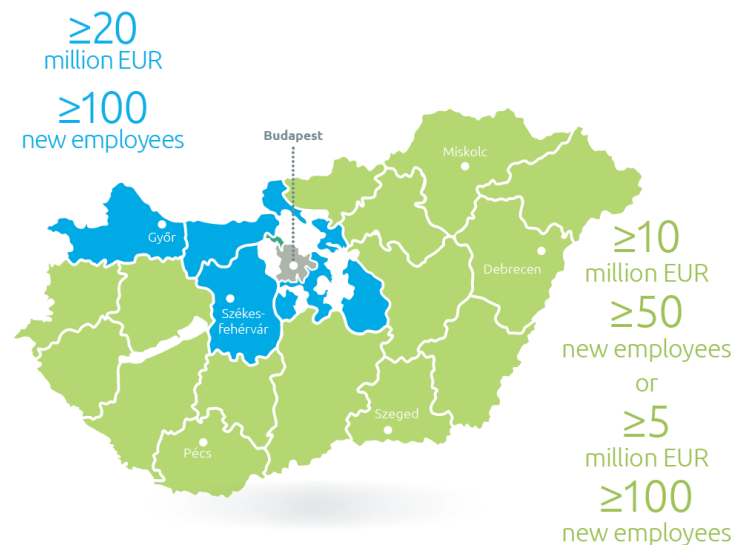 ≥20
million EUR
≥100
new employees
Budapest
Miskolc
Győr
Debrecen
Székes-
fehérvár
Szeged
Pécs
≥10
million EUR
≥50
new employees
or
≥5
million EUR
≥100
new employees